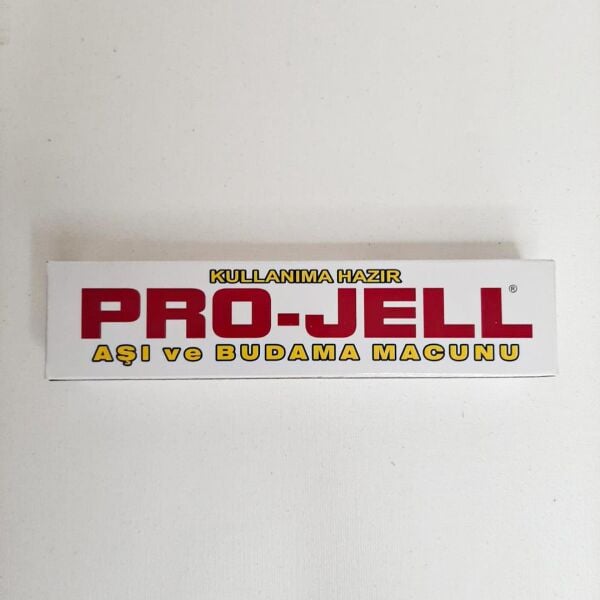 KULLANIMA HAZIR
PRO-JELL®
AŞI ve BUDAMA MACUNU